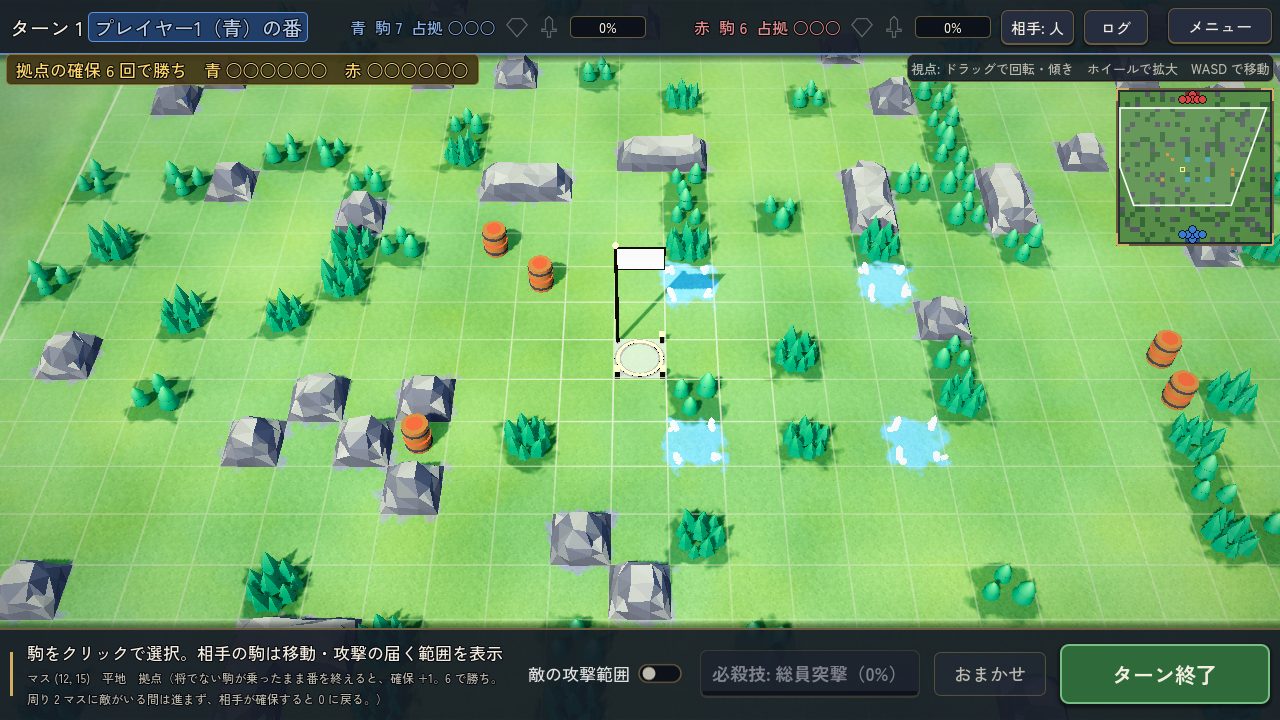 ターン 1 プレイヤー1（青）の番 青 駒 7 占拠 ○○○ 0% 赤 駒 6 占拠 ○○○ 0% 相手: 人 ログ メニュー
拠点の確保 6 回で勝ち 青 ○○○○○○ 赤 ○○○○○○
視点: ドラッグで回転・傾き ホイールで拡大 WASD で移動
駒をクリックで選択。相手の駒は移動・攻撃の届く範囲を表示
マス (12, 15) 平地 拠点（将でない駒が乗ったまま番を終えると、確保 +1。6 で勝ち。
周り 2 マスに敵がいる間は進まず、相手が確保すると 0 に戻る。）
敵の攻撃範囲
必殺技: 総員突撃（0%）
おまかせ
ターン終了